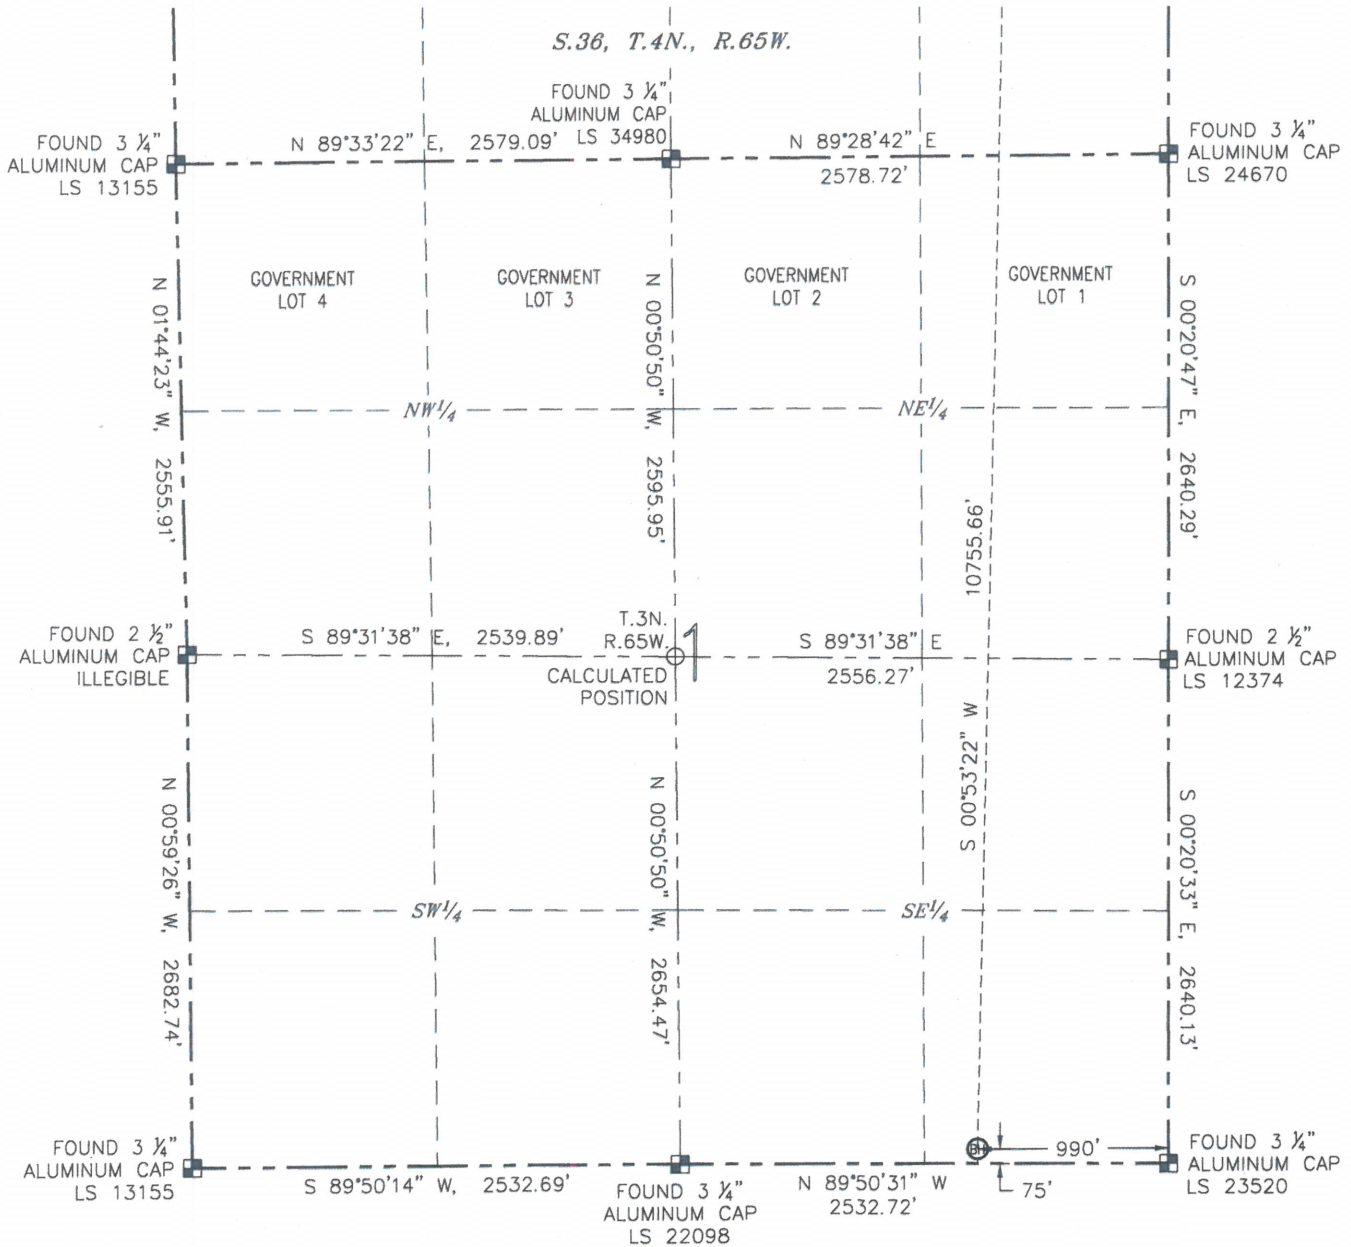 S.36, T.4N., R.65W.
FOUND 3 ¼"
ALUMINUM CAP
LS 13155
N 89°33'22" E, 2579.09'
FOUND 3 ¼"
ALUMINUM CAP
LS 34980
N 89°28'42" E
2578.72'
FOUND 3 ¼"
ALUMINUM CAP
LS 24670
GOVERNMENT
LOT 4
GOVERNMENT
LOT 3
GOVERNMENT
LOT 2
GOVERNMENT
LOT 1
N 01°44'23" W, 2555.91'
N 00°50'50" W, 2595.95'
S 00°20'47" E, 2640.29'
NW¼
NE¼
10755.66'
S 00°53'22" W
FOUND 2 ½"
ALUMINUM CAP
ILLEGIBLE
S 89°31'38" E, 2539.89'
T.3N.
R.65W.
1
CALCULATED
POSITION
S 89°31'38" E
2556.27'
FOUND 2 ½"
ALUMINUM CAP
LS 12374
N 00°59'26" W, 2682.74'
N 00°50'50" W, 2654.47'
S 00°20'33" E, 2640.13'
SW¼
SE¼
BH
990'
75'
FOUND 3 ¼"
ALUMINUM CAP
LS 13155
S 89°50'14" W, 2532.69'
FOUND 3 ¼"
ALUMINUM CAP
LS 22098
N 89°50'31" W
2532.72'
FOUND 3 ¼"
ALUMINUM CAP
LS 23520